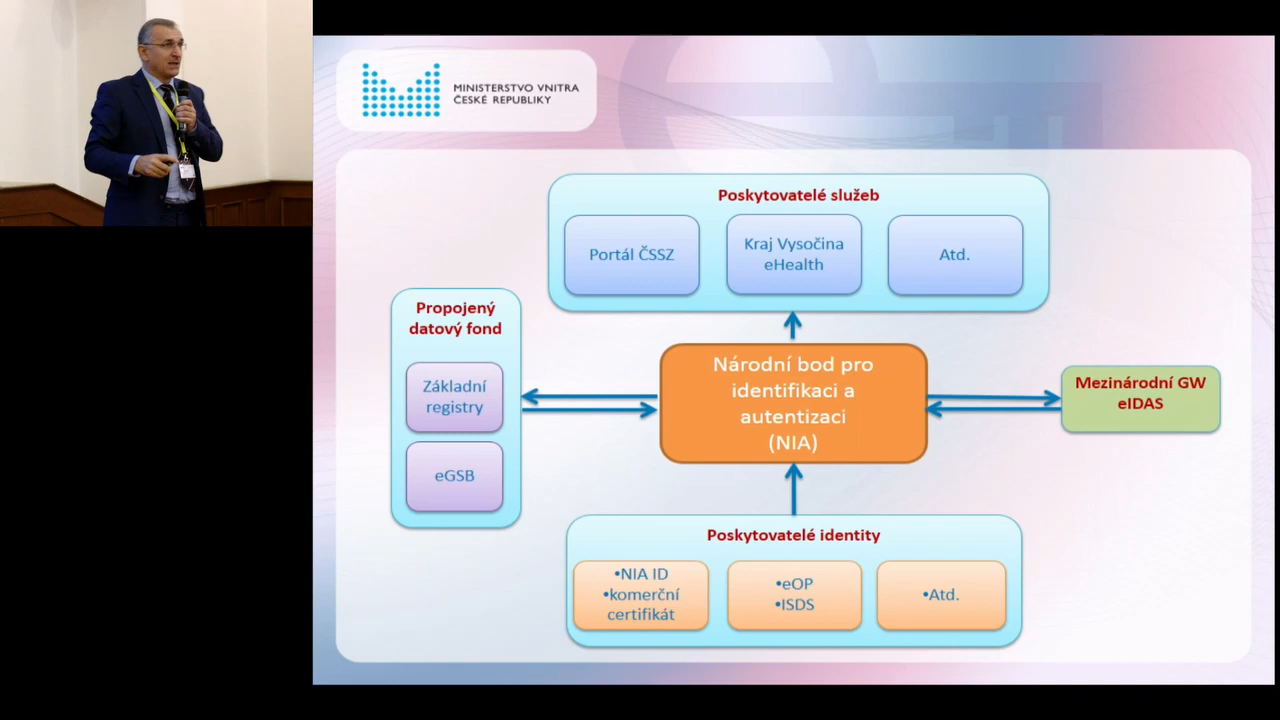 MINISTERSTVO VNITRA
ČESKÉ REPUBLIKY
Poskytovatelé služeb
Portál ČSSZ
Kraj Vysočina
eHealth
Atd.
Propojený
datový fond
Základní
registry
eGSB
Národní bod pro
identifikaci a
autentizaci
(NIA)
Mezinárodní GW
eIDAS
Poskytovatelé identity
•NIA ID
•komerční
certifikát
•eOP
•ISDS
•Atd.